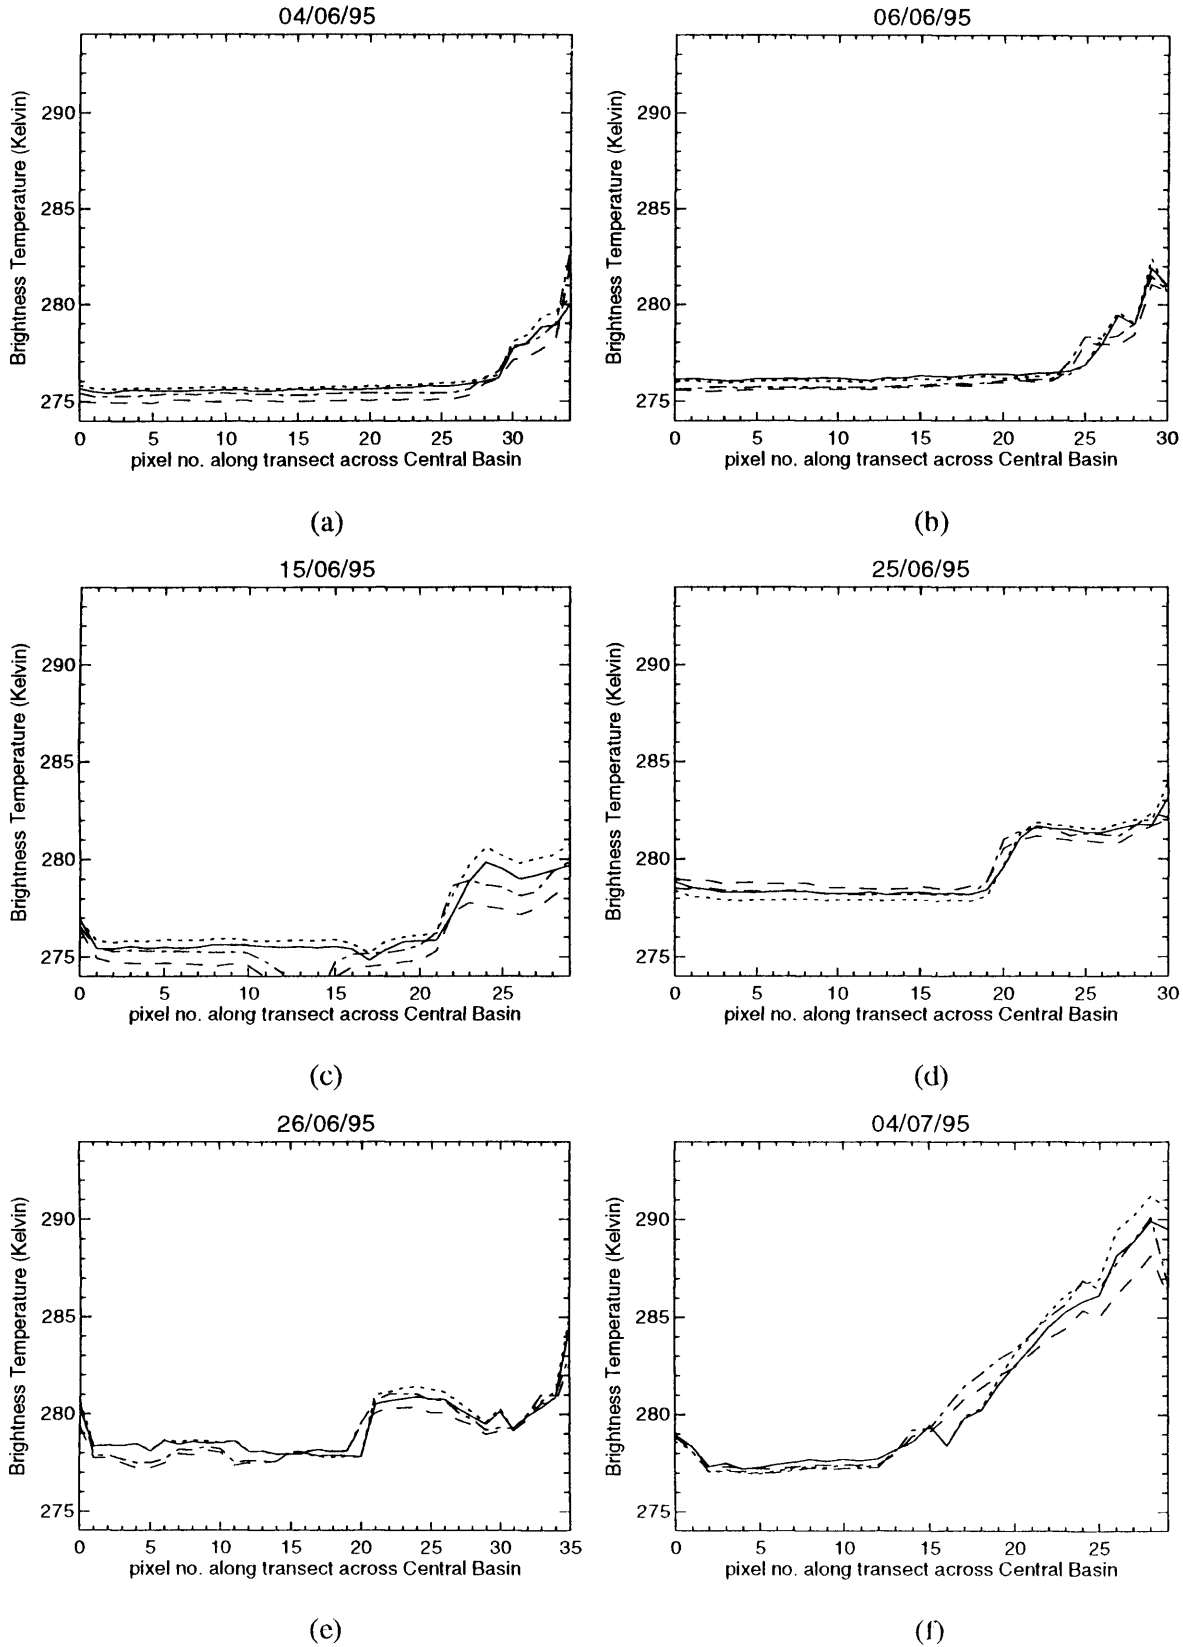 04/06/95
290
285
280
275
Brightness Temperature (Kelvin)
0 5 10 15 20 25 30
pixel no. along transect across Central Basin
(a)
06/06/95
290
285
280
275
Brightness Temperature (Kelvin)
0 5 10 15 20 25 30
pixel no. along transect across Central Basin
(b)
15/06/95
290
285
280
275
Brightness Temperature (Kelvin)
0 5 10 15 20 25
pixel no. along transect across Central Basin
(c)
25/06/95
290
285
280
275
Brightness Temperature (Kelvin)
0 5 10 15 20 25 30
pixel no. along transect across Central Basin
(d)
26/06/95
290
285
280
275
Brightness Temperature (Kelvin)
0 5 10 15 20 25 30 35
pixel no. along transect across Central Basin
(e)
04/07/95
290
285
280
275
Brightness Temperature (Kelvin)
0 5 10 15 20 25
pixel no. along transect across Central Basin
(f)